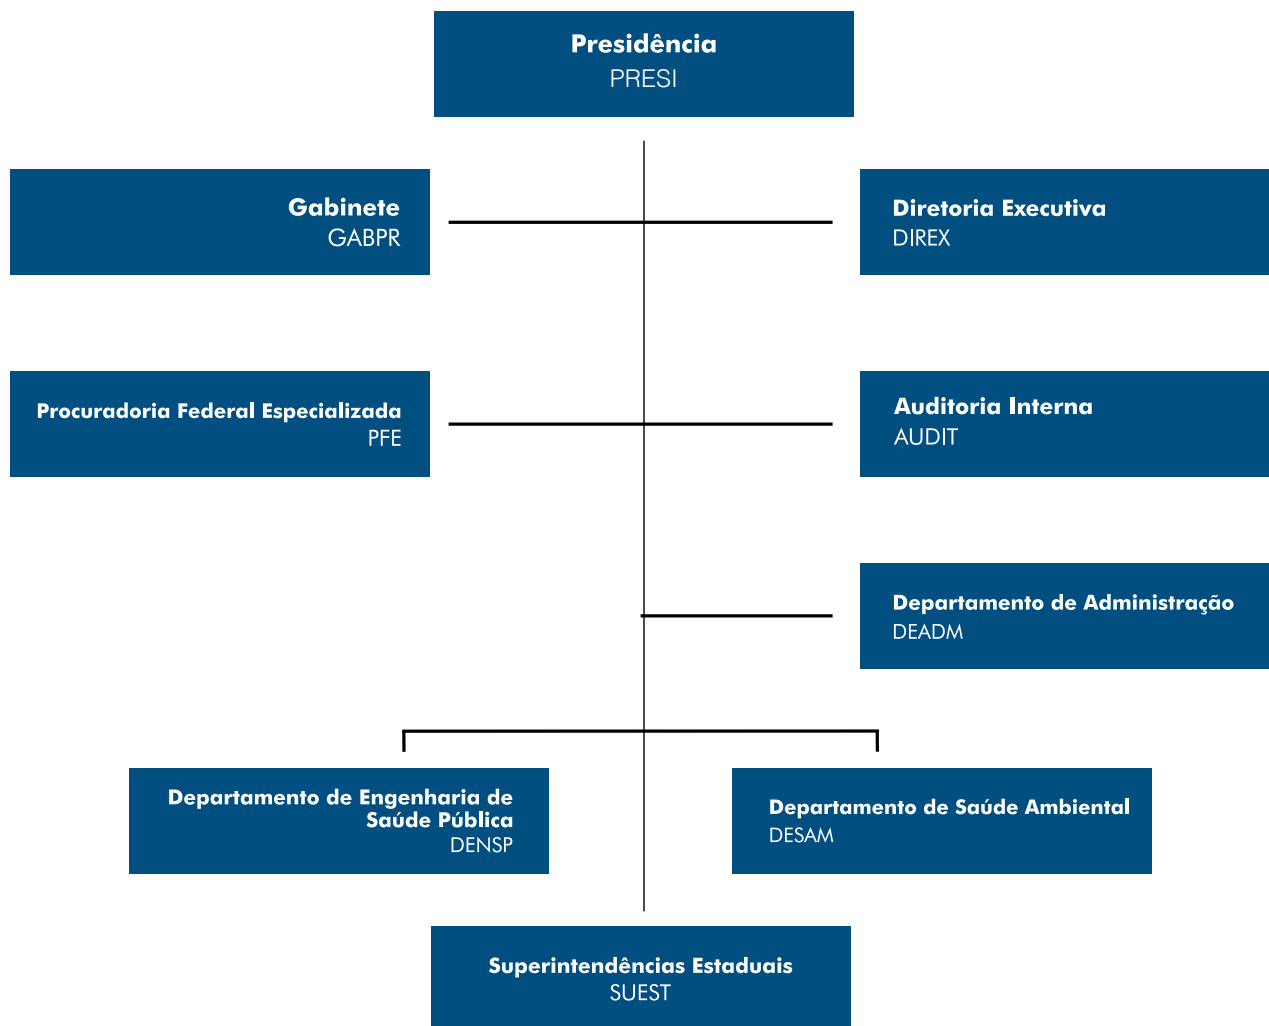 Presidência
PRESI
Gabinete
GABPR
Diretoria Executiva
DIREX
Procuradoria Federal Especializada
PFE
Auditoria Interna
AUDIT
Departamento de Administração
DEADM
Departamento de Engenharia de
Saúde Pública
DENSP
Departamento de Saúde Ambiental
DESAM
Superintendências Estaduais
SUEST